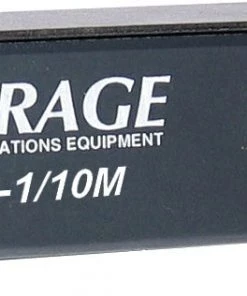 RAGE
ATIONS EQUIPMENT
-1/10M